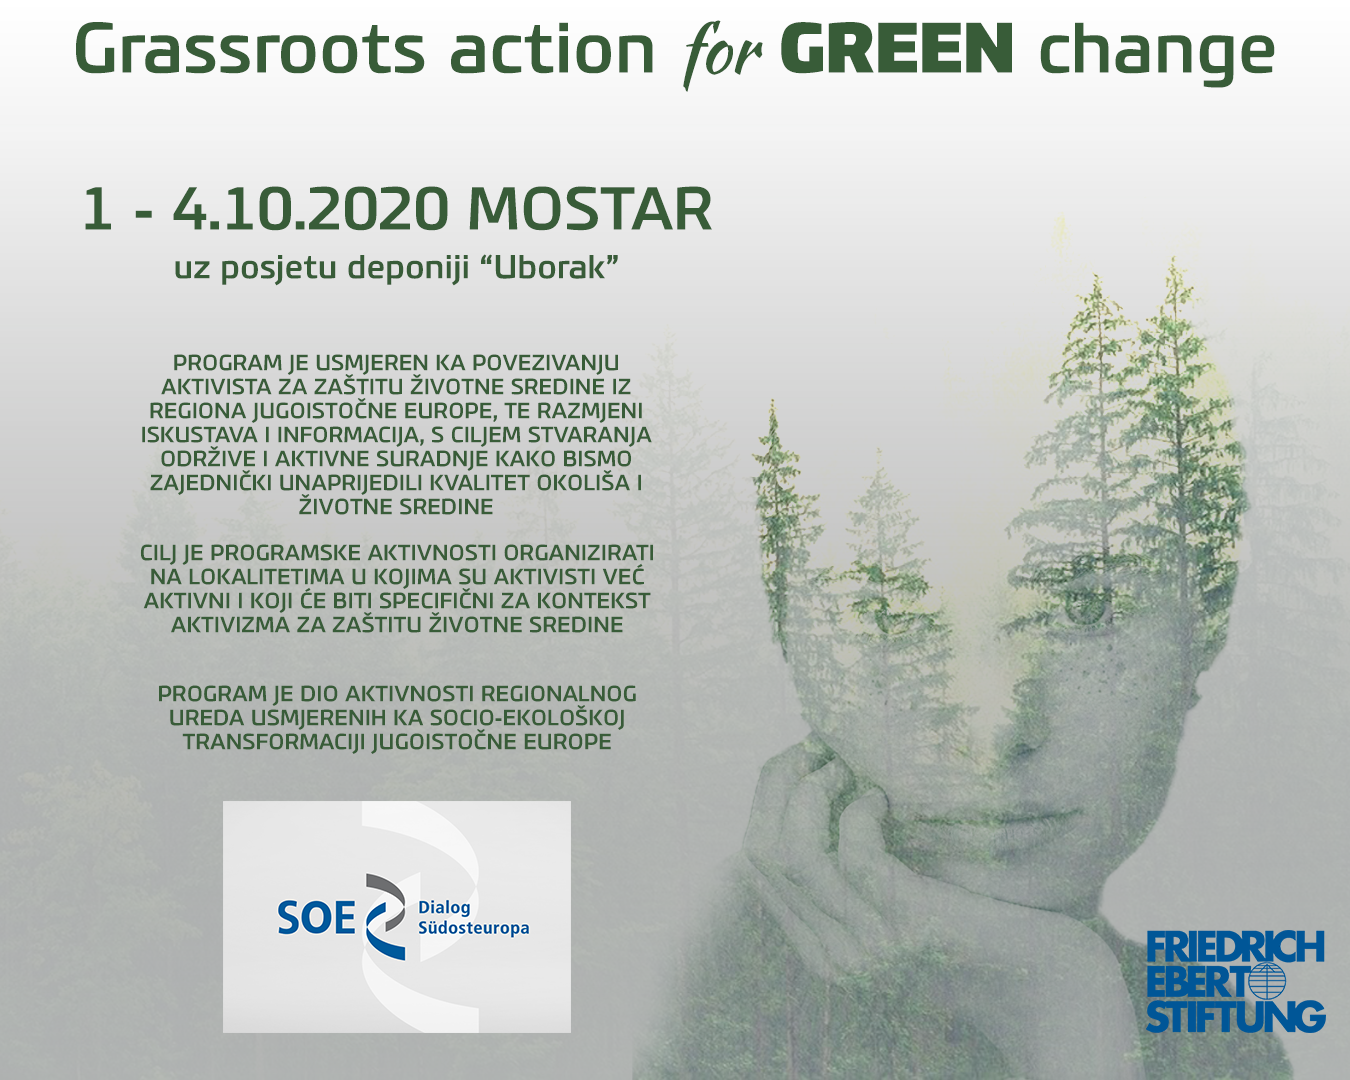 Grassroots action for GREEN change
1 - 4.10.2020 MOSTAR
uz posjetu deponiji “Uborak”
PROGRAM JE USMJEREN KA POVEZIVANJU
AKTIVISTA ZA ZAŠTITU ŽIVOTNE SREDINE IZ
REGIONA JUGOISTOČNE EUROPE, TE RAZMJENI
ISKUSTAVA I INFORMACIJA, S CILJEM STVARANJA
ODRŽIVE I AKTIVNE SURADNJE KAKO BISMO
ZAJEDNIČKI UNAPRIJEDILI KVALITET OKOLIŠA I
ŽIVOTNE SREDINE
CILJ JE PROGRAMSKE AKTIVNOSTI ORGANIZIRATI
NA LOKALITETIMA U KOJIMA SU AKTIVISTI VEĆ
AKTIVNI I KOJI ĆE BITI SPECIFIČNI ZA KONTEKST
AKTIVIZMA ZA ZAŠTITU ŽIVOTNE SREDINE
PROGRAM JE DIO AKTIVNOSTI REGIONALNOG
UREDA USMJERENIH KA SOCIO-EKOLOŠKOJ
TRANSFORMACIJI JUGOISTOČNE EUROPE
SOE
Dialog
Südosteuropa
FRIEDRICH
EBERT
STIFTUNG